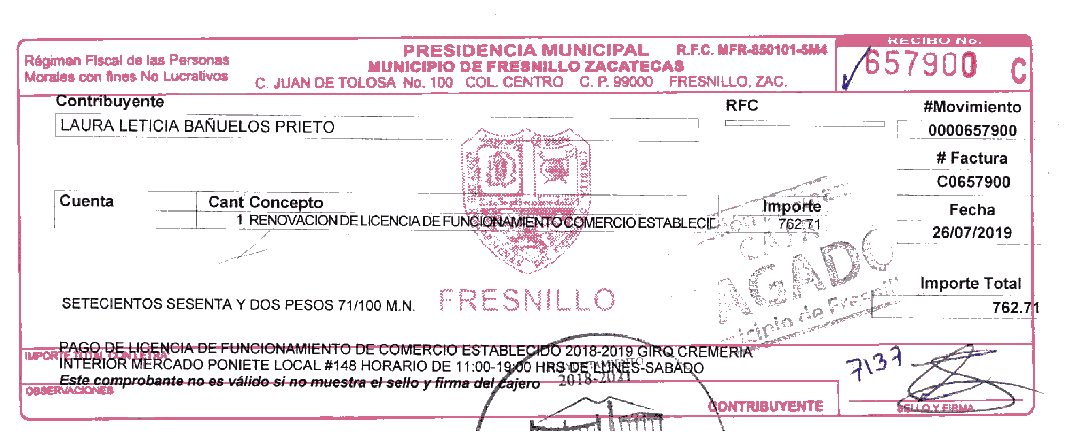 Régimen Fiscal de las Personas
Morales con fines No Lucrativos
PRESIDENCIA MUNICIPAL
MUNICIPIO DE FRESNILLO ZACATECAS
C. JUAN DE TOLOSA No. 100 COL. CENTRO C. P. 99000 FRESNILLO, ZAC.
R.F.C. MFR-850101-5M4
RECIBO No.
657900 C
Contribuyente
LAURA LETICIA BAÑUELOS PRIETO
RFC
#Movimiento
0000657900
# Factura
C0657900
Fecha
26/07/2019
Cuenta Cant Concepto Importe
1 RENOVACION DE LICENCIA DE FUNCIONAMIENTO COMERCIO ESTABLECIE 762.71
CAJA
PAGADO
Municipio de Fresnillo
Importe Total
762.71
FRESNILLO
SETECIENTOS SESENTA Y DOS PESOS 71/100 M.N.
IMPORTE TOTAL CON LETRA
PAGO DE LICENCIA DE FUNCIONAMIENTO DE COMERCIO ESTABLECIDO 2018-2019 GIRQ CREMERIA
INTERIOR MERCADO PONIETE LOCAL #148 HORARIO DE 11:00-19:00 HRS DE LUNES-SABADO
Este comprobante no es válido si no muestra el sello y firma del cajero
2018-2021
OBSERVACIONES
CONTRIBUYENTE
7137
SELLO Y FIRMA